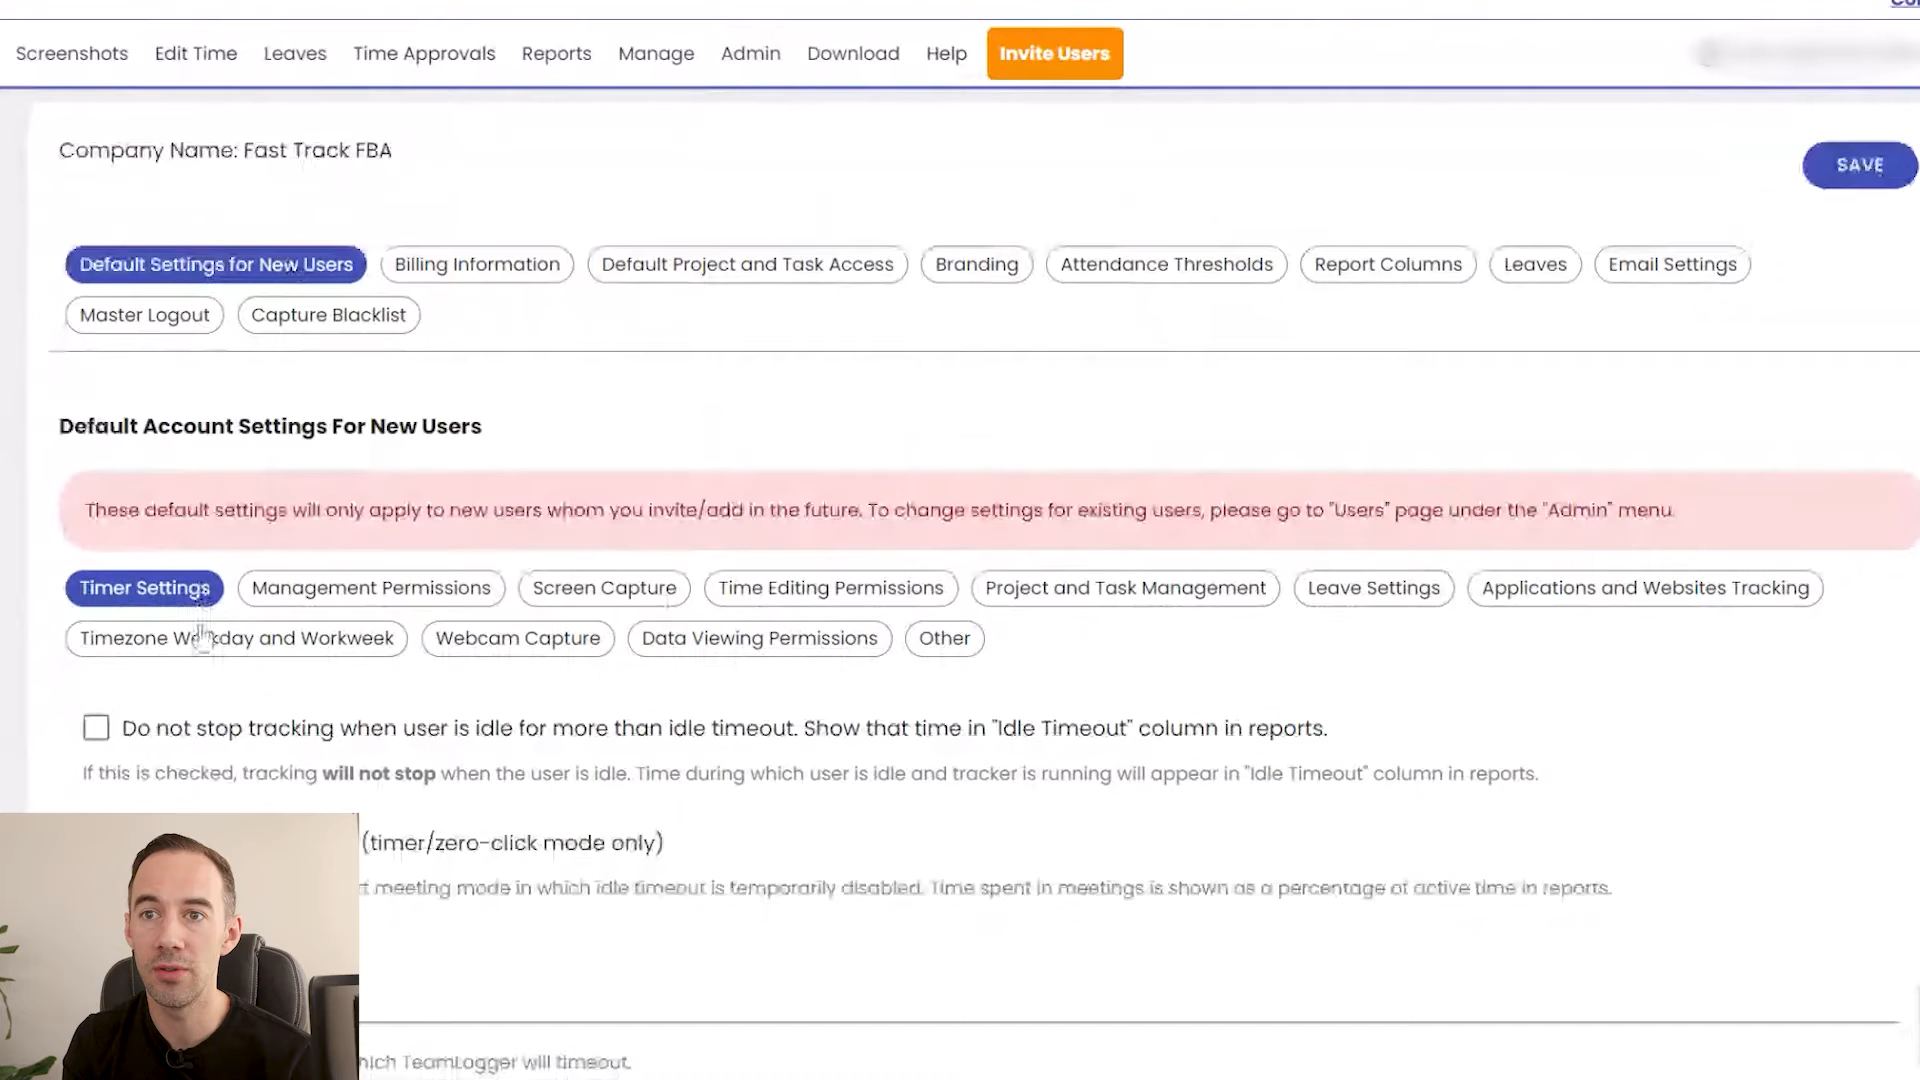 Screenshots Edit Time Leaves Time Approvals Reports Manage Admin Download Help Invite Users
Company Name: Fast Track FBA
SAVE
Default Settings for New Users Billing Information Default Project and Task Access Branding Attendance Thresholds Report Columns Leaves Email Settings
Master Logout Capture Blacklist
Default Account Settings For New Users
These default settings will only apply to new users whom you invite/add in the future. To change settings for existing users, please go to "Users" page under the "Admin" menu.
Timer Settings Management Permissions Screen Capture Time Editing Permissions Project and Task Management Leave Settings Applications and Websites Tracking
Timezone Workday and Workweek Webcam Capture Data Viewing Permissions Other
Do not stop tracking when user is idle for more than idle timeout. Show that time in "Idle Timeout" column in reports.
If this is checked, tracking will not stop when the user is idle. Time during which user is idle and tracker is running will appear in "Idle Timeout" column in reports.
(timer/zero-click mode only)
meeting mode in which idle timeout is temporarily disabled. Time spent in meetings is shown as a percentage of active time in reports.
TeamLogger will timeout.